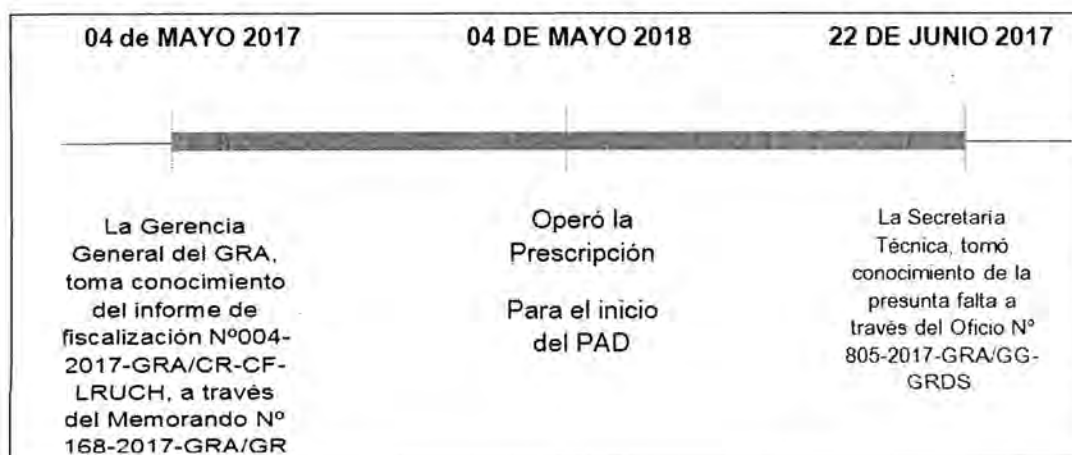 04 de MAYO 2017
04 DE MAYO 2018
22 DE JUNIO 2017
La Gerencia
General del GRA,
toma conocimiento
del informe de
fiscalización Nº004-
2017-GRA/CR-CF-
LRUCH, a través
del Memorando Nº
168-2017-GRA/GR
Operó la
Prescripción
Para el inicio
del PAD
La Secretaria
Técnica, tomó
conocimiento de la
presunta falta a
través del Oficio Nº
805-2017-GRA/GG-
GRDS.